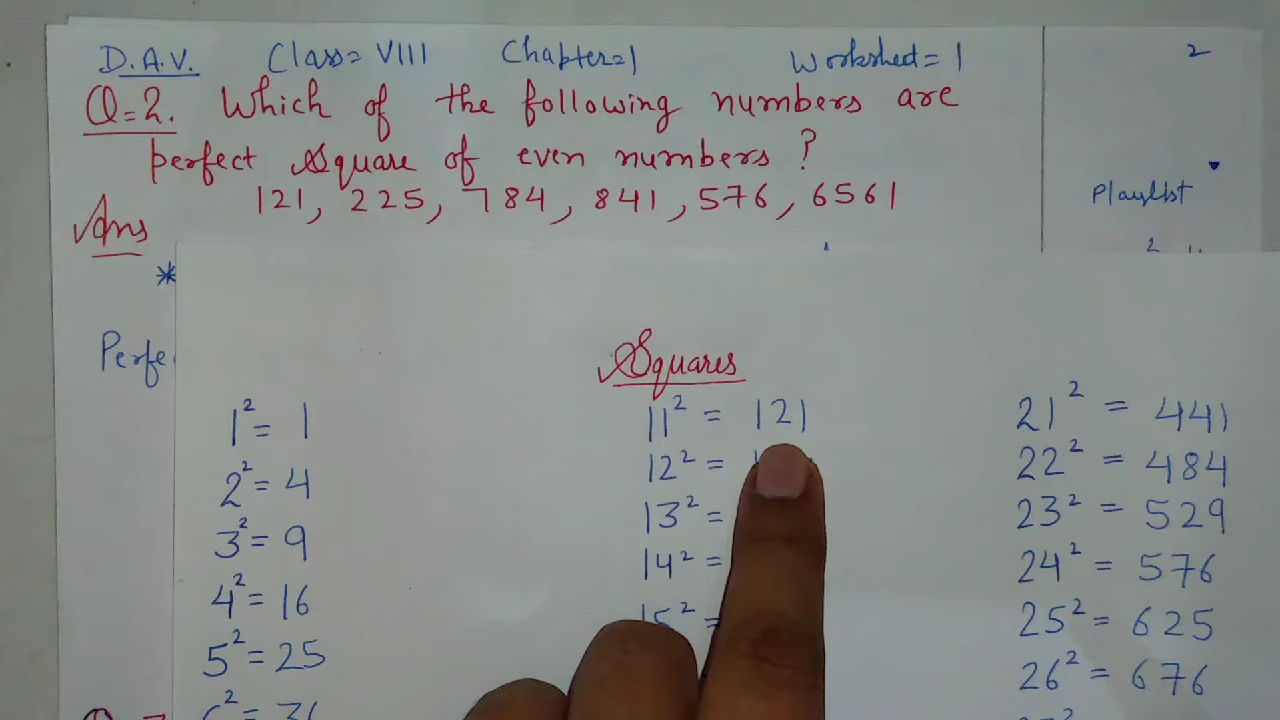 D.A.V. Class= VIII Chapter=1 Worksheet= 1 2
Q=2. Which of the following numbers are
perfect square of even numbers ?
121, 225, 784, 841, 576, 6561
Playlist
Ans
*
Perfe
Squares
1² = 1
2² = 4
3² = 9
4² = 16
5² = 25
11² = 121
12² =
13² =
14² =
15² =
21² = 441
22² = 484
23² = 529
24² = 576
25² = 625
26² = 676